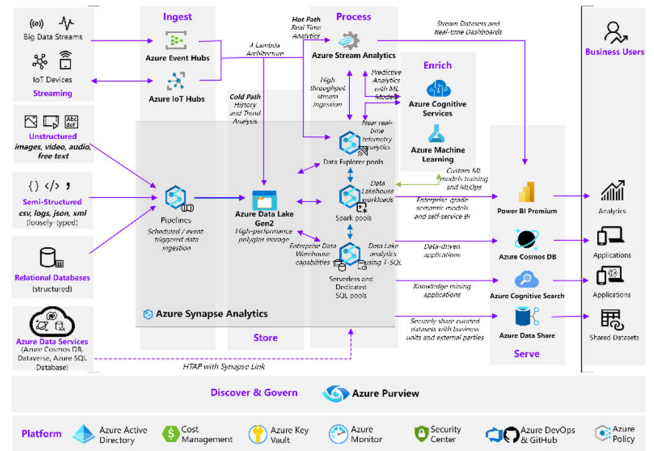 Ingest
Process
Big Data Streams
IoT Devices
Streaming
Azure Event Hubs
Azure IoT Hubs
λ Lambda
Architecture
Hot Path
Real Time
Analytics
Cold Path
History
and Trend
Analysis
Azure Stream Analytics
High
throughput
stream
ingestion
Predictive
Analytics
with ML
Models
Enrich
Azure Cognitive
Services
Azure Machine
Learning
Stream Datasets and
Real-time Dashboards
Business Users
Unstructured
images, video, audio,
free text
Semi-Structured
csv, logs, json, xml
(loosely-typed)
Relational Databases
(structured)
Azure Data Services
(Azure Cosmos DB,
Dataverse, Azure SQL
Database)
Pipelines
Scheduled / event-
triggered data
ingestion
Azure Data Lake
Gen2
High-performance
polyglot storage
Near real-
time
telemetry
analytics
Data Explorer pools
Data
Lakehouse
workloads
Spark pools
Enterprise Data
Warehouse
capabilities
Data Lake
analytics
using T-SQL
Serverless and
Dedicated
SQL pools
Custom ML
models training
and MLOps
Enterprise-grade
semantic models
and self-service BI
Data-driven
applications
Knowledge mining
applications
Securely share curated
datasets with business
units and external parties
Power BI Premium
Azure Cosmos DB
Azure Cognitive Search
Azure Data Share
Serve
Analytics
Applications
Applications
Shared Datasets
Azure Synapse Analytics
Store
HTAP with Synapse Link
Discover & Govern
Azure Purview
Platform
Azure Active
Directory
Cost
Management
Azure Key
Vault
Azure
Monitor
Security
Center
Azure DevOps
& GitHub
Azure
Policy